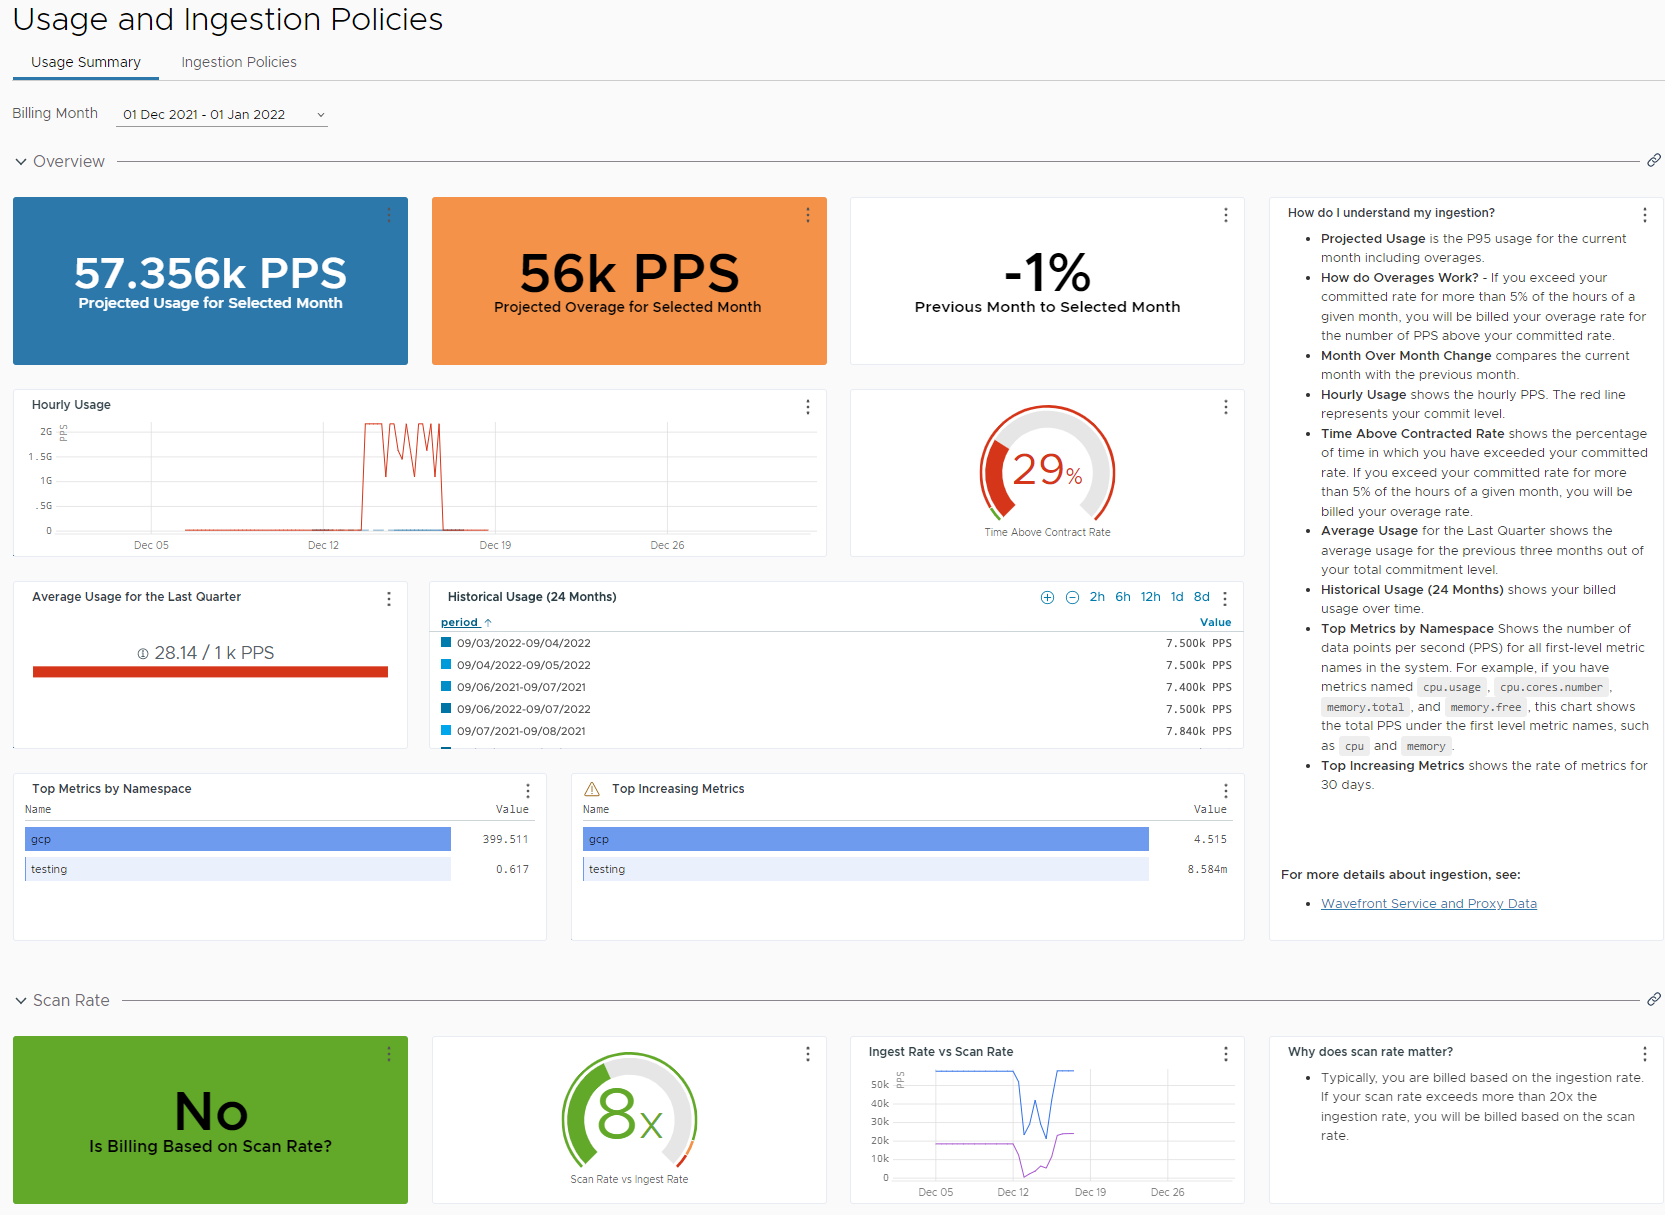 Usage and Ingestion Policies
Usage Summary
Ingestion Policies
Billing Month
01 Dec 2021 - 01 Jan 2022
Overview
57.356k PPS
Projected Usage for Selected Month
56k PPS
Projected Overage for Selected Month
-1%
Previous Month to Selected Month
Hourly Usage
PPS
2G
1.5G
1G
.5G
0
Dec 05
Dec 12
Dec 19
Dec 26
29%
Time Above Contract Rate
Average Usage for the Last Quarter
28.14 / 1 k PPS
Historical Usage (24 Months)
2h 6h 12h 1d 8d
period ↑ Value
09/03/2022-09/04/2022 7.500k PPS
09/04/2022-09/05/2022 7.500k PPS
09/06/2021-09/07/2021 7.400k PPS
09/06/2022-09/07/2022 7.500k PPS
09/07/2021-09/08/2021 7.840k PPS
Top Metrics by Namespace
Name Value
gcp 399.511
testing 0.617
Top Increasing Metrics
Name Value
gcp 4.515
testing 8.584m
How do I understand my ingestion?
• Projected Usage is the P95 usage for the current
month including overages.
• How do Overages Work? - If you exceed your
committed rate for more than 5% of the hours of a
given month, you will be billed your overage rate for
the number of PPS above your committed rate.
• Month Over Month Change compares the current
month with the previous month.
• Hourly Usage shows the hourly PPS. The red line
represents your commit level.
• Time Above Contracted Rate shows the percentage
of time in which you have exceeded your committed
rate. If you exceed your committed rate for more
than 5% of the hours of a given month, you will be
billed your overage rate.
• Average Usage for the Last Quarter shows the
average usage for the previous three months out of
your total commitment level.
• Historical Usage (24 Months) shows your billed
usage over time.
• Top Metrics by Namespace Shows the number of
data points per second (PPS) for all first-level metric
names in the system. For example, if you have
metrics named cpu.usage, cpu.cores.number,
memory.total, and memory.free, this chart shows
the total PPS under the first level metric names, such
as cpu and memory.
• Top Increasing Metrics shows the rate of metrics for
30 days.
For more details about ingestion, see:
• Wavefront Service and Proxy Data
Scan Rate
No
Is Billing Based on Scan Rate?
8x
Scan Rate vs Ingest Rate
Ingest Rate vs Scan Rate
PPS
50k
40k
30k
20k
10k
0
Dec 05
Dec 12
Dec 19
Dec 26
Why does scan rate matter?
• Typically, you are billed based on the ingestion rate.
If your scan rate exceeds more than 20x the
ingestion rate, you will be billed based on the scan
rate.